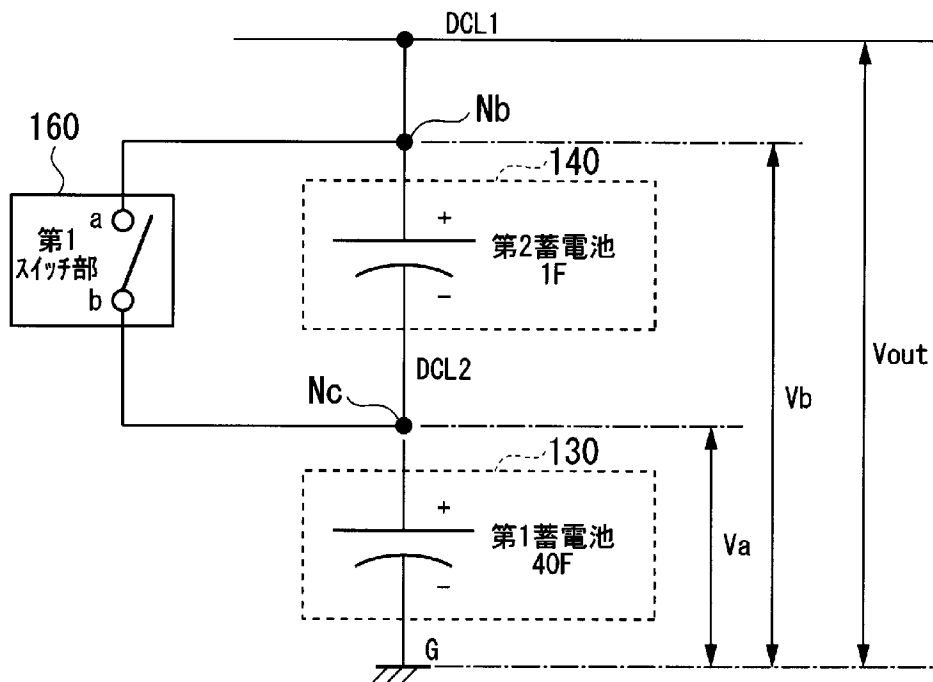 DCL1
Nb
160
140
a
第1
スイッチ部
b
+
第2蓄電池
1F
−
DCL2
Nc
Vout
Vb
130
+
第1蓄電池
40F
−
Va
G